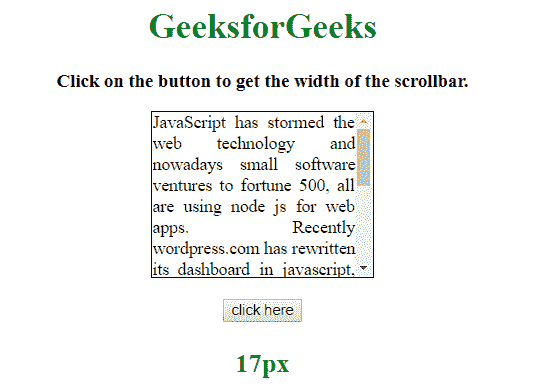 GeeksforGeeks
Click on the button to get the width of the scrollbar.
JavaScript has stormed the
web technology and
nowadays small software
ventures to fortune 500, all
are using node js for web
apps. Recently
wordpress.com has rewritten
its dashboard in javascript,
click here
17px